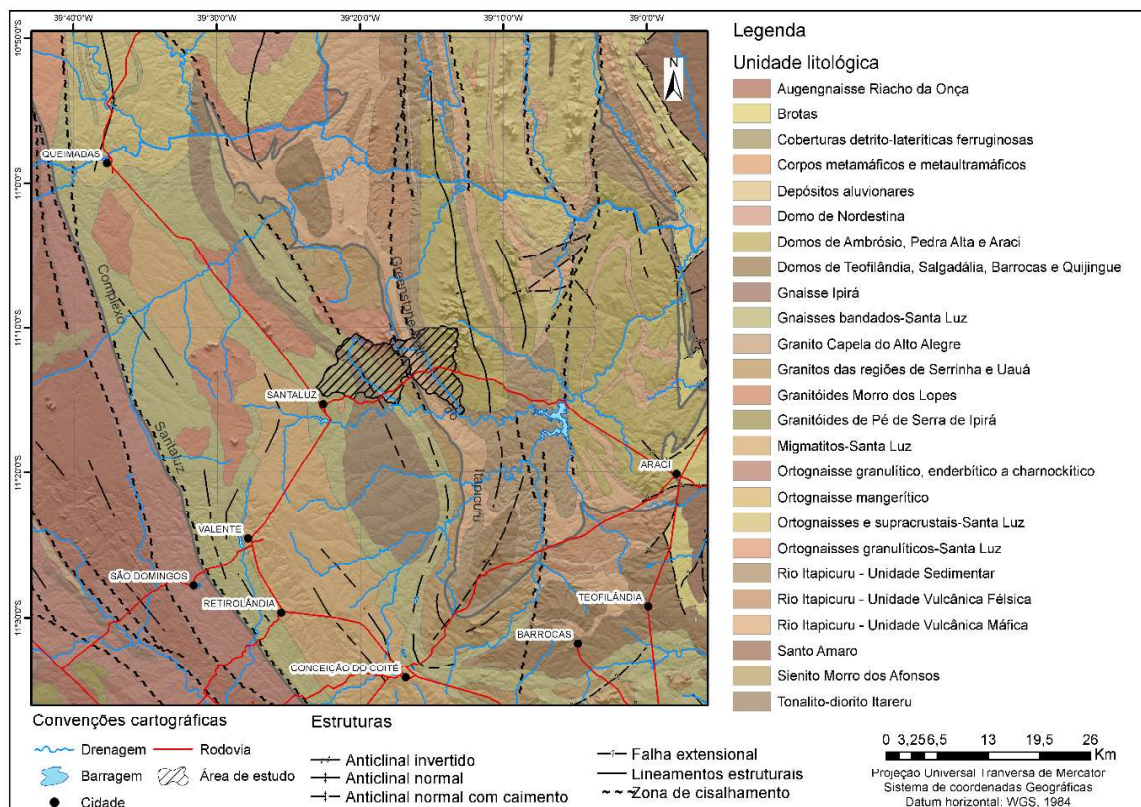 39°40'0"W
39°30'0"W
39°20'0"W
39°10'0"W
39°0'0"W
10°50'0"S
11°0'0"S
11°10'0"S
11°20'0"S
11°30'0"S
N
QUEIMADAS
Complexo
Santaluz
Greenstone
do
Itapicuru
SANTALUZ
ARACI
VALENTE
SÃO DOMINGOS
RETIROLÂNDIA
TEOFILÂNDIA
BARROCAS
CONCEIÇÃO DO COITÉ
Legenda
Unidade litológica
Augengnaisse Riacho da Onça
Brotas
Coberturas detrito-lateríticas ferruginosas
Corpos metamáficos e metaultramáficos
Depósitos aluvionares
Domo de Nordestina
Domos de Ambrósio, Pedra Alta e Araci
Domos de Teofilândia, Salgadália, Barrocas e Quijingue
Gnaisse Ipirá
Gnaisses bandados-Santa Luz
Granito Capela do Alto Alegre
Granitos das regiões de Serrinha e Uauá
Granitóides Morro dos Lopes
Granitóides de Pé de Serra de Ipirá
Migmatitos-Santa Luz
Ortognaisse granulítico, enderbítico a charnockítico
Ortognaisse mangerítico
Ortognaisses e supracrustais-Santa Luz
Ortognaisses granulíticos-Santa Luz
Rio Itapicuru - Unidade Sedimentar
Rio Itapicuru - Unidade Vulcânica Félsica
Rio Itapicuru - Unidade Vulcânica Máfica
Santo Amaro
Sienito Morro dos Afonsos
Tonalito-diorito Itareru
Convenções cartográficas
Drenagem
Rodovia
Barragem
Área de estudo
Cidade
Estruturas
Anticlinal invertido
Anticlinal normal
Anticlinal normal com caimento
Falha extensional
Lineamentos estruturais
Zona de cisalhamento
0 3,25 6,5 13 19,5 26
Km
Projeção Universal Tranversa de Mercator
Sistema de coordenadas Geográficas
Datum horizontal: WGS, 1984